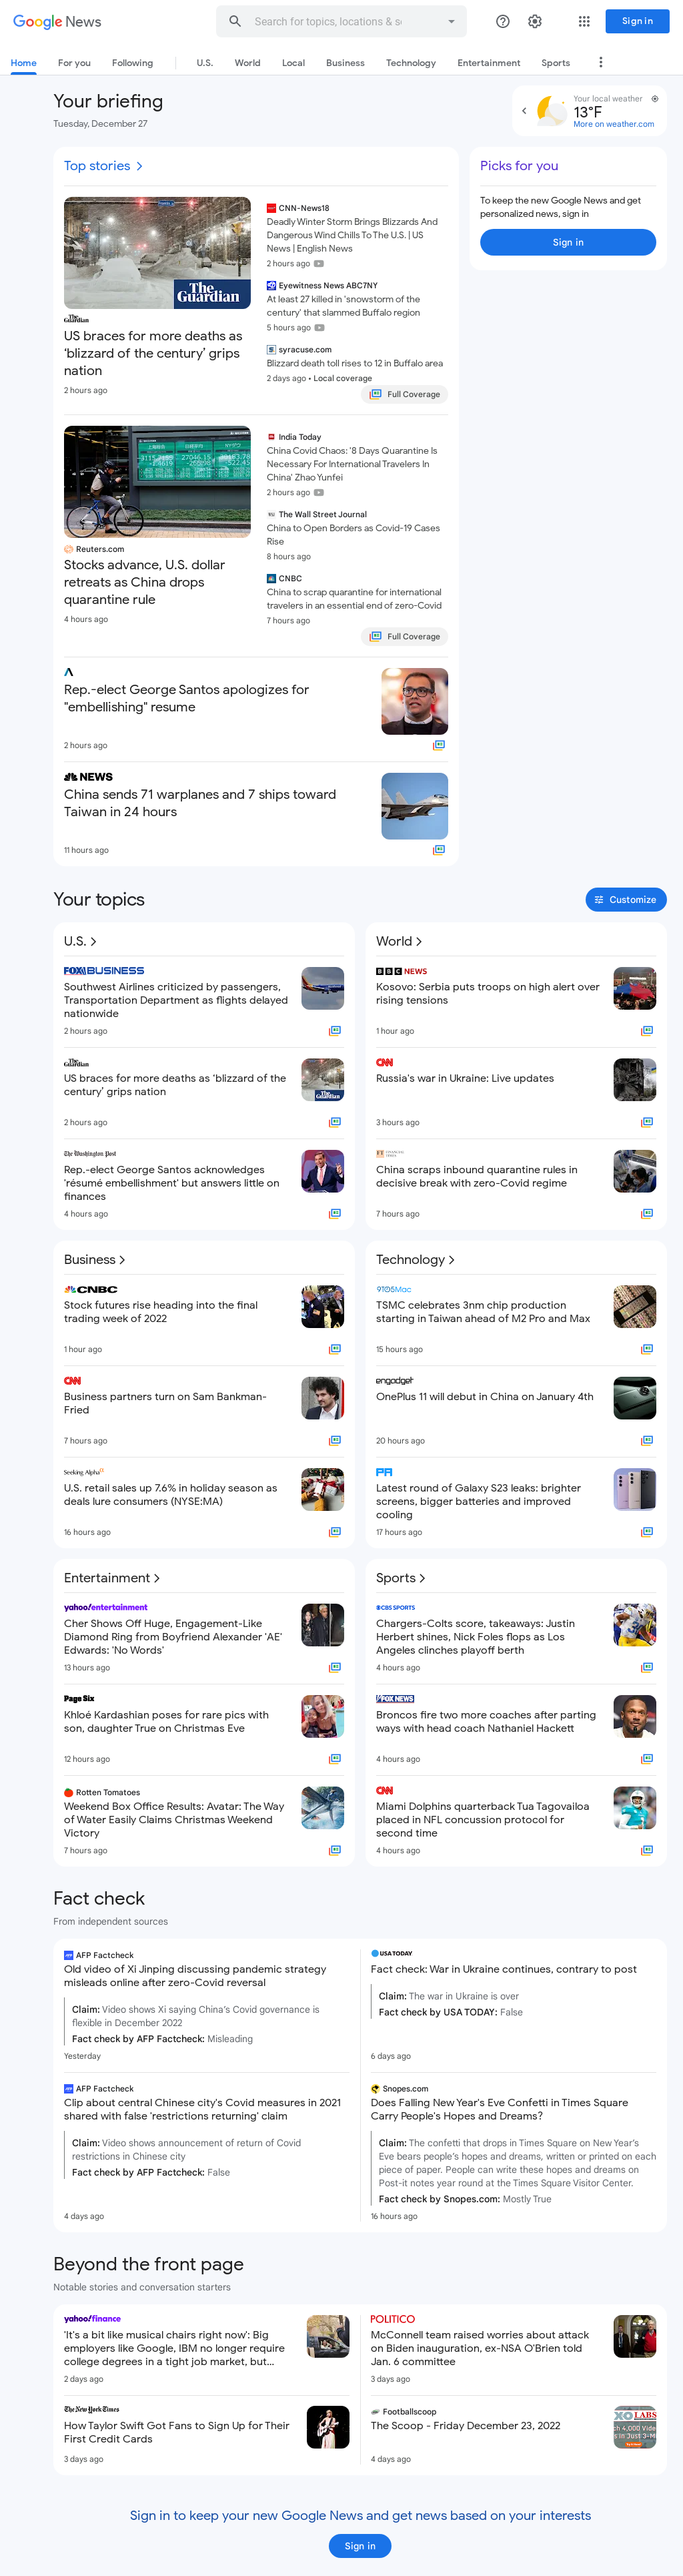 Google News
Search for topics, locations & s
Sign in
Home
For you
Following
U.S.
World
Local
Business
Technology
Entertainment
Sports
Your briefing
Tuesday, December 27
Your local weather
13°F
More on weather.com
Top stories
The Guardian
The Guardian
US braces for more deaths as
‘blizzard of the century’ grips
nation
2 hours ago
CNN-News18
Deadly Winter Storm Brings Blizzards And
Dangerous Wind Chills To The U.S. | US
News | English News
2 hours ago
Eyewitness News ABC7NY
At least 27 killed in 'snowstorm of the
century' that slammed Buffalo region
5 hours ago
syracuse.com
Blizzard death toll rises to 12 in Buffalo area
2 days ago • Local coverage
Full Coverage
Reuters.com
Stocks advance, U.S. dollar
retreats as China drops
quarantine rule
4 hours ago
India Today
China Covid Chaos: '8 Days Quarantine Is
Necessary For International Travelers In
China' Zhao Yunfei
2 hours ago
The Wall Street Journal
China to Open Borders as Covid-19 Cases
Rise
8 hours ago
CNBC
China to scrap quarantine for international
travelers in an essential end of zero-Covid
7 hours ago
Full Coverage
Rep.-elect George Santos apologizes for
"embellishing" resume
2 hours ago
NEWS
China sends 71 warplanes and 7 ships toward
Taiwan in 24 hours
11 hours ago
Picks for you
To keep the new Google News and get
personalized news, sign in
Sign in
Your topics
Customize
U.S.
FOX BUSINESS
Southwest Airlines criticized by passengers,
Transportation Department as flights delayed
nationwide
2 hours ago
The Guardian
US braces for more deaths as ‘blizzard of the
century’ grips nation
The Guardian
2 hours ago
The Washington Post
Rep.-elect George Santos acknowledges
'résumé embellishment' but answers little on
finances
4 hours ago
World
BBC NEWS
Kosovo: Serbia puts troops on high alert over
rising tensions
1 hour ago
CNN
Russia's war in Ukraine: Live updates
3 hours ago
FT FINANCIAL TIMES
China scraps inbound quarantine rules in
decisive break with zero-Covid regime
7 hours ago
Business
CNBC
Stock futures rise heading into the final
trading week of 2022
1 hour ago
CNN
Business partners turn on Sam Bankman-
Fried
7 hours ago
Seeking Alpha
U.S. retail sales up 7.6% in holiday season as
deals lure consumers (NYSE:MA)
16 hours ago
Technology
9TO5Mac
TSMC celebrates 3nm chip production
starting in Taiwan ahead of M2 Pro and Max
15 hours ago
engadget
OnePlus 11 will debut in China on January 4th
20 hours ago
PA
Latest round of Galaxy S23 leaks: brighter
screens, bigger batteries and improved
cooling
17 hours ago
Entertainment
yahoo!entertainment
Cher Shows Off Huge, Engagement-Like
Diamond Ring from Boyfriend Alexander 'AE'
Edwards: 'No Words'
13 hours ago
Page Six
Khloé Kardashian poses for rare pics with
son, daughter True on Christmas Eve
12 hours ago
Rotten Tomatoes
Weekend Box Office Results: Avatar: The Way
of Water Easily Claims Christmas Weekend
Victory
7 hours ago
Sports
CBS SPORTS
Chargers-Colts score, takeaways: Justin
Herbert shines, Nick Foles flops as Los
Angeles clinches playoff berth
4 hours ago
FOX NEWS
Broncos fire two more coaches after parting
ways with head coach Nathaniel Hackett
4 hours ago
CNN
Miami Dolphins quarterback Tua Tagovailoa
placed in NFL concussion protocol for
second time
4 hours ago
Fact check
From independent sources
AFP Factcheck
Old video of Xi Jinping discussing pandemic strategy
misleads online after zero-Covid reversal
Claim: Video shows Xi saying China’s Covid governance is
flexible in December 2022
Fact check by AFP Factcheck: Misleading
Yesterday
USA TODAY
Fact check: War in Ukraine continues, contrary to post
Claim: The war in Ukraine is over
Fact check by USA TODAY: False
6 days ago
AFP Factcheck
Clip about central Chinese city's Covid measures in 2021
shared with false 'restrictions returning' claim
Claim: Video shows announcement of return of Covid
restrictions in Chinese city
Fact check by AFP Factcheck: False
4 days ago
Snopes.com
Does Falling New Year's Eve Confetti in Times Square
Carry People's Hopes and Dreams?
Claim: The confetti that drops in Times Square on New Year's
Eve bears people’s hopes and dreams, written or printed on each
piece of paper. People can write these hopes and dreams on
Post-it notes year round at the Times Square Visitor Center.
Fact check by Snopes.com: Mostly True
16 hours ago
Beyond the front page
Notable stories and conversation starters
yahoo!finance
'It's a bit like musical chairs right now': Big
employers like Google, IBM no longer require
college degrees in a tight job market, but...
2 days ago
POLITICO
McConnell team raised worries about attack
on Biden inauguration, ex-NSA O'Brien told
Jan. 6 committee
3 days ago
The New York Times
How Taylor Swift Got Fans to Sign Up for Their
First Credit Cards
3 days ago
Footballscoop
The Scoop - Friday December 23, 2022
4 days ago
XO LABS
Sign in to keep your new Google News and get news based on your interests
Sign in